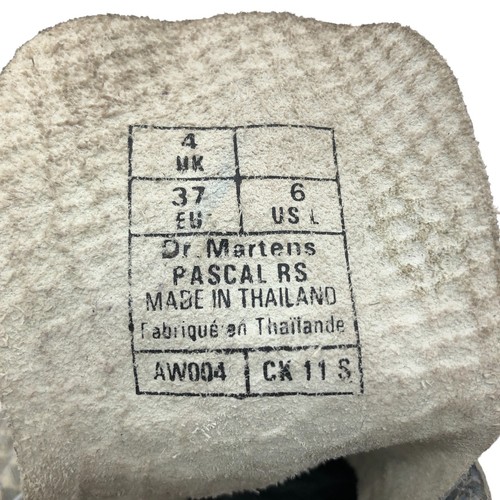 4
UK
37 6
EU US L
Dr. Martens
PASCAL RS
MADE IN THAILAND
Fabriqué en Thaïlande
AW004 CK 11 S